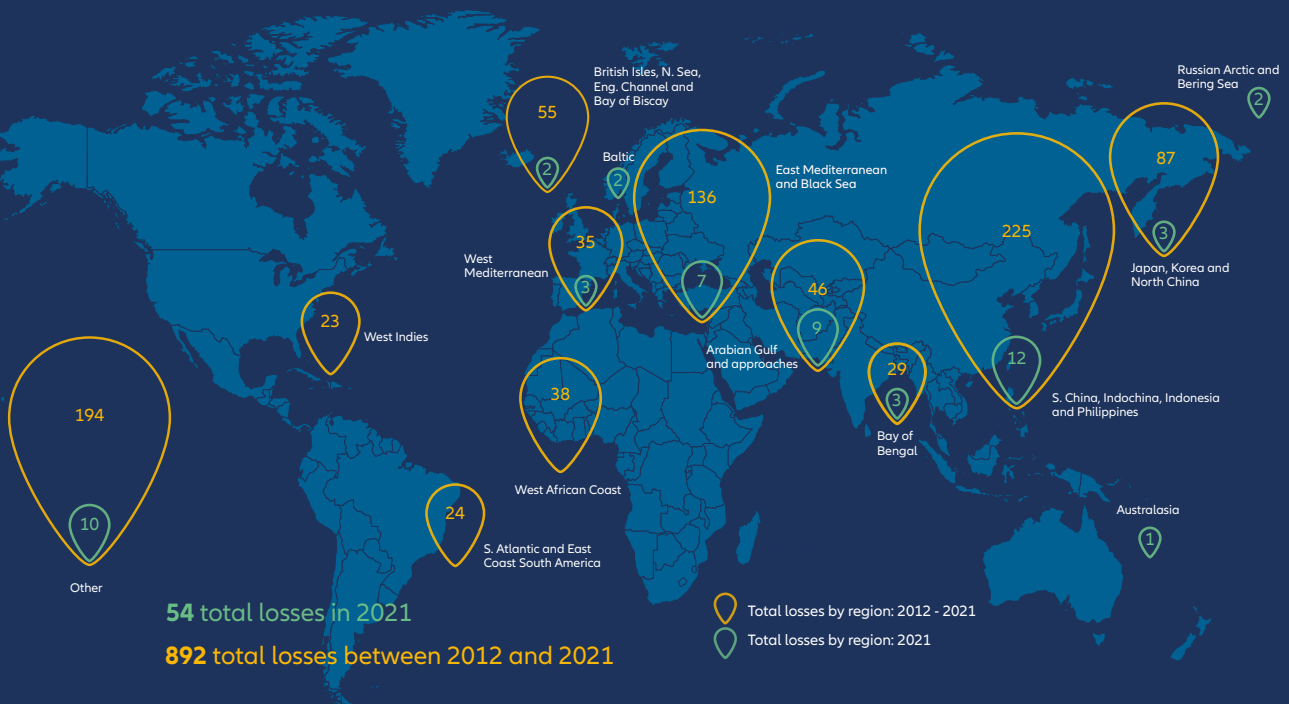 Russian Arctic and
Bering Sea
2
British Isles, N. Sea,
Eng. Channel and
Bay of Biscay
55
2
Baltic
2
136
7
East Mediterranean
and Black Sea
225
12
87
3
Japan, Korea and
North China
35
3
West
Mediterranean
46
9
Arabian Gulf
and approaches
23
West Indies
29
3
Bay of
Bengal
S. China, Indochina, Indonesia
and Philippines
194
10
Other
38
West African Coast
24
S. Atlantic and East
Coast South America
Australasia
1
54 total losses in 2021
892 total losses between 2012 and 2021
Total losses by region: 2012 - 2021
Total losses by region: 2021